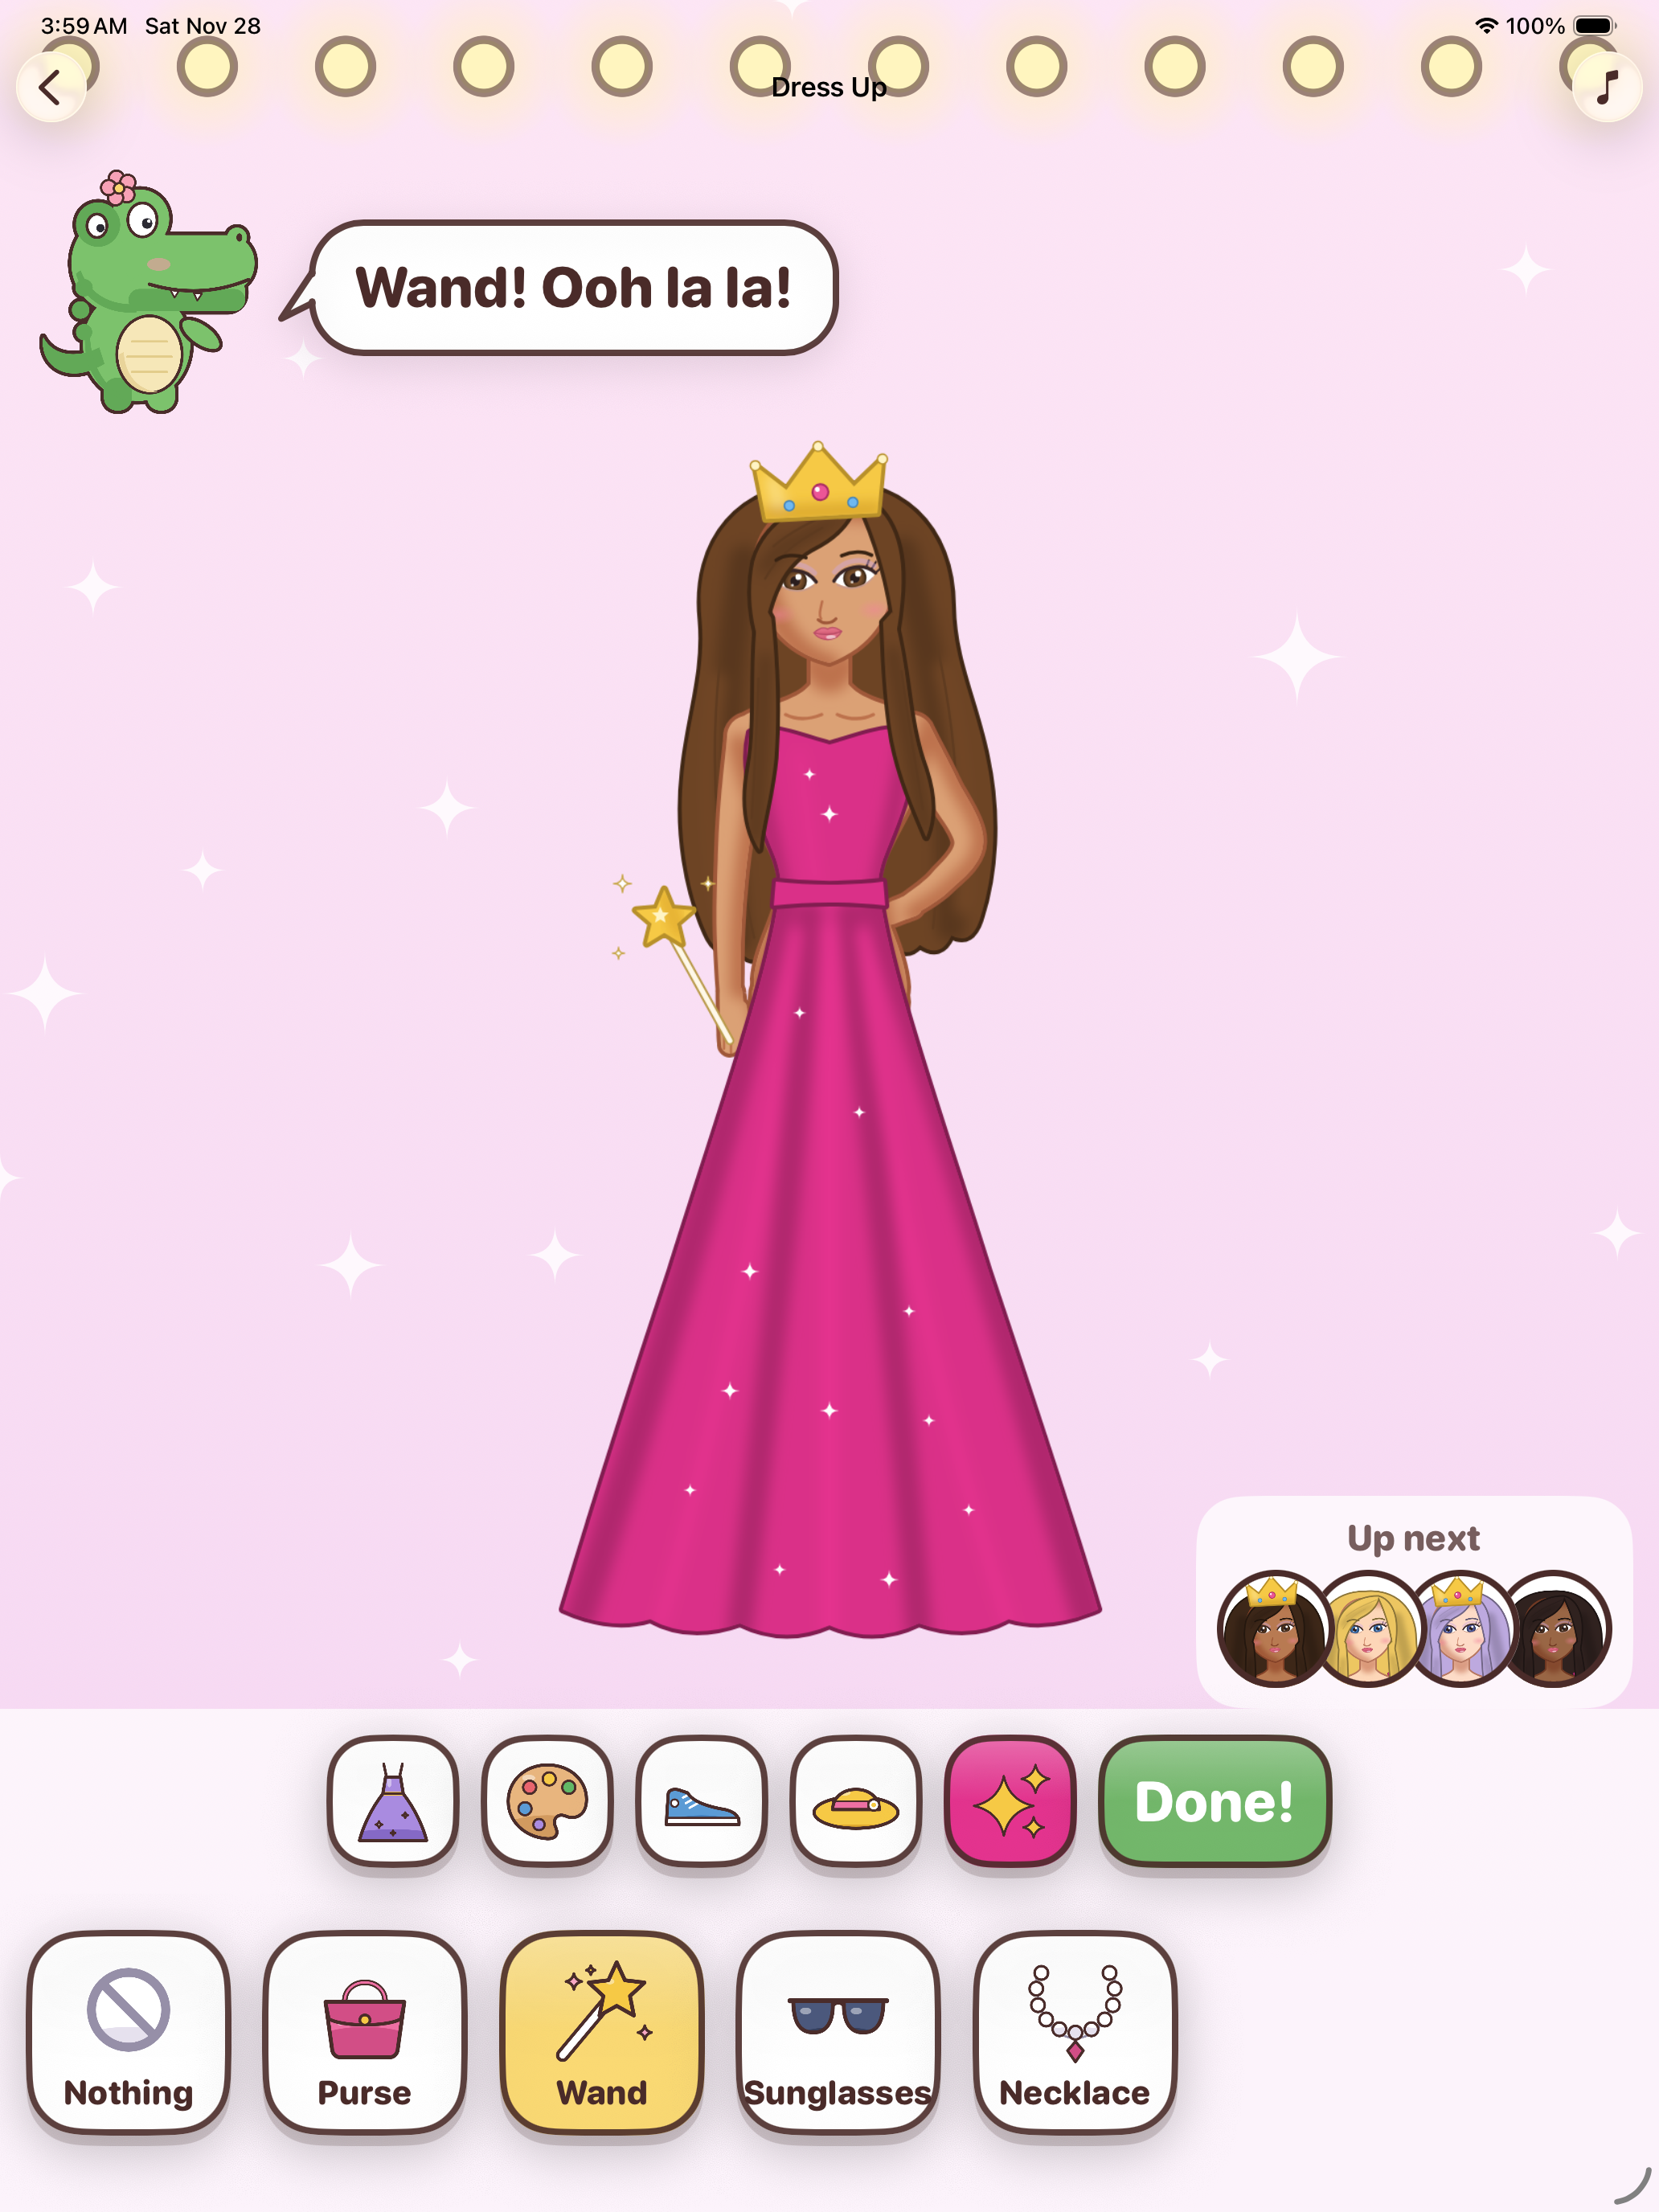 3:59 AM Sat Nov 28
100%
Dress Up
Wand! Ooh la la!
Up next
Done!
Nothing
Purse
Wand
Sunglasses
Necklace